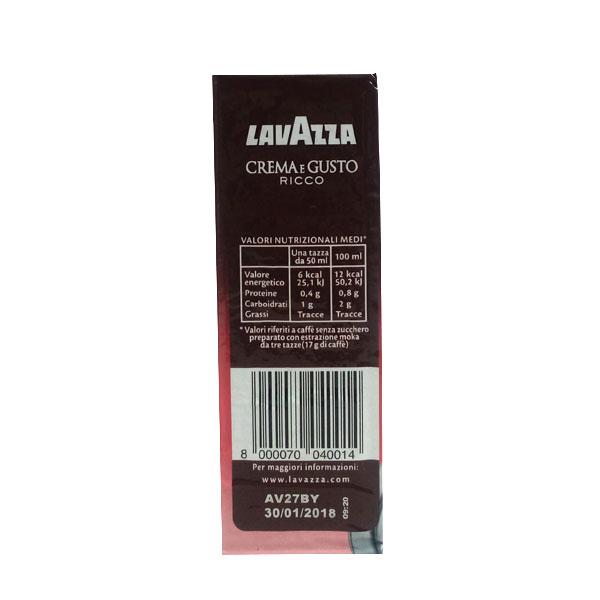 LAVAZZA
CREMA E GUSTO
RICCO
VALORI NUTRIZIONALI MEDI*
Una tazza da 50 ml 100 ml
Valore energetico 6 kcal 25,1 kJ 12 kcal 50,2 kJ
Proteine 0,4 g 0,8 g
Carboidrati 1 g 2 g
Grassi Tracce Tracce
* Valori riferiti a caffè senza zucchero
preparato con estrazione moka
da tre tazze (17 g di caffè)
8 000070 040014
Per maggiori informazioni:
www.lavazza.com
AV27BY
30/01/2018 09:20